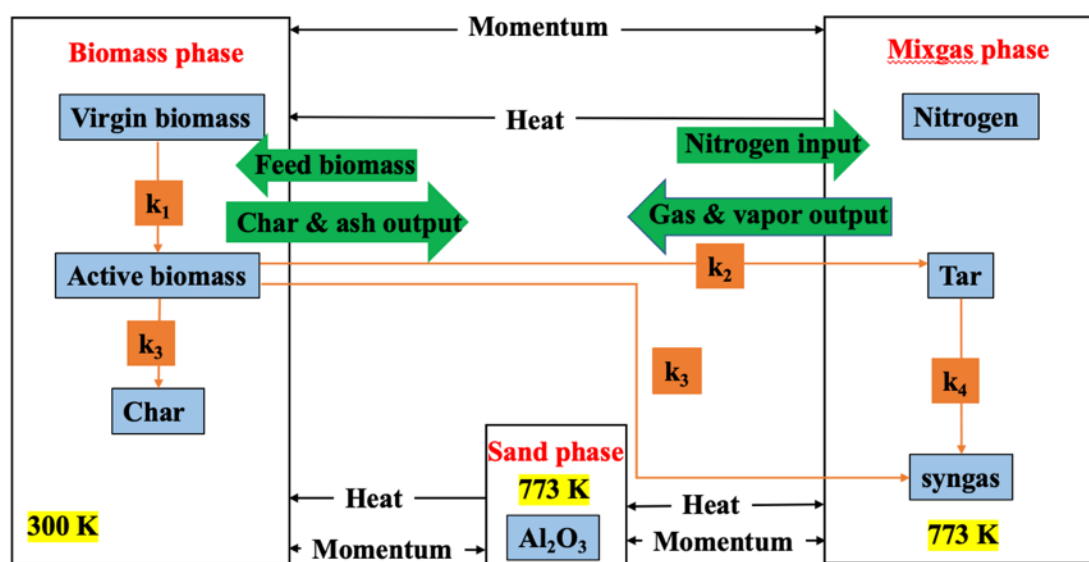 Momentum
Biomass phase
Mixgas phase
Virgin biomass
Nitrogen
Heat
Nitrogen input
Feed biomass
k₁
Char & ash output
Gas & vapor output
Active biomass
k₂
Tar
k₃
k₃
k₄
Char
Sand phase
773 K
syngas
Heat
Heat
300 K
Al₂O₃
773 K
Momentum
Momentum